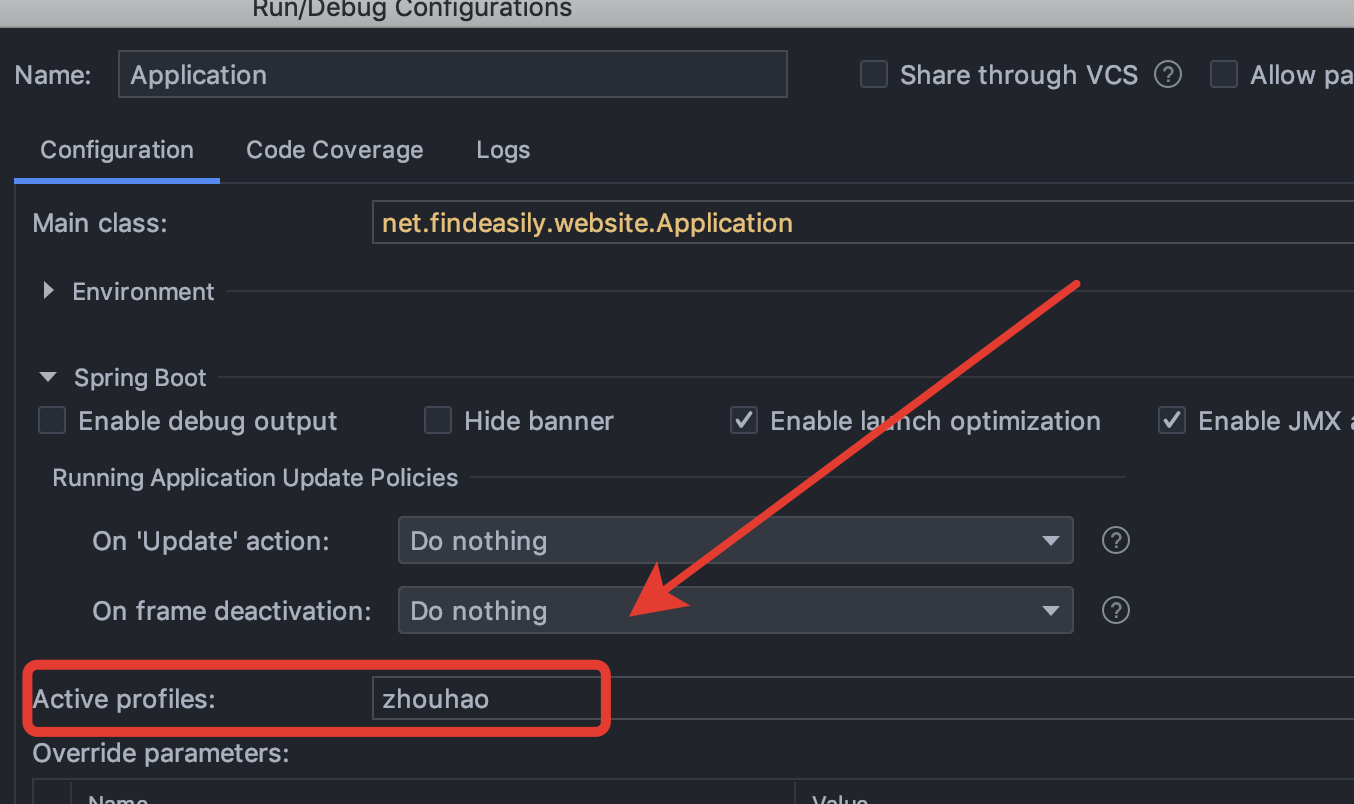 Run/Debug Configurations
Name: Application Share through VCS ? Allow pa
Configuration Code Coverage Logs
Main class: net.findeasily.website.Application
Environment
Spring Boot
Enable debug output Hide banner Enable launch optimization Enable JMX a
Running Application Update Policies
On 'Update' action: Do nothing ?
On frame deactivation: Do nothing ?
Active profiles: zhouhao
Override parameters:
Name Value